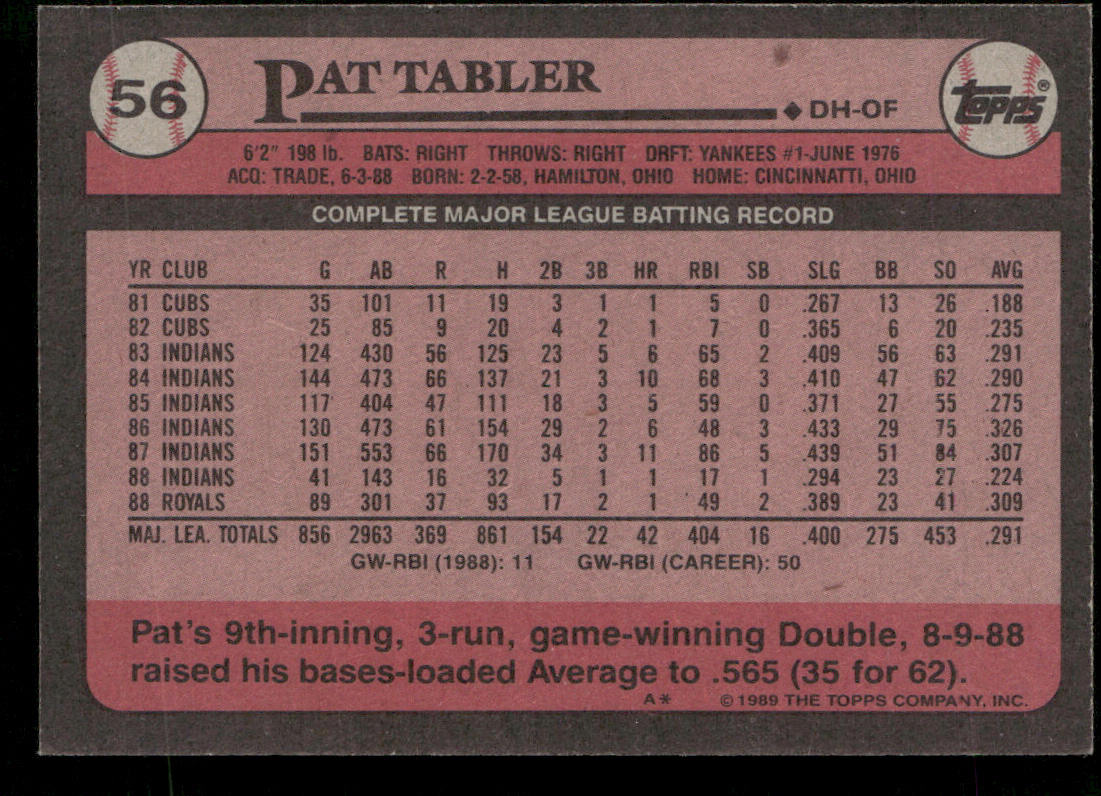 56
PAT TABLER
DH-OF
TOPPS®
6'2" 198 lb. BATS: RIGHT THROWS: RIGHT DRFT: YANKEES #1-JUNE 1976
ACQ: TRADE, 6-3-88 BORN: 2-2-58, HAMILTON, OHIO HOME: CINCINNATTI, OHIO
COMPLETE MAJOR LEAGUE BATTING RECORD
YR CLUB G AB R H 2B 3B HR RBI SB SLG BB SO AVG
81 CUBS 35 101 11 19 3 1 1 5 0 .267 13 26 .188
82 CUBS 25 85 9 20 4 2 1 7 0 .365 6 20 .235
83 INDIANS 124 430 56 125 23 5 6 65 2 .409 56 63 .291
84 INDIANS 144 473 66 137 21 3 10 68 3 .410 47 62 .290
85 INDIANS 117 404 47 111 18 3 5 59 0 .371 27 55 .275
86 INDIANS 130 473 61 154 29 2 6 48 3 .433 29 75 .326
87 INDIANS 151 553 66 170 34 3 11 86 5 .439 51 84 .307
88 INDIANS 41 143 16 32 5 1 1 17 1 .294 23 27 .224
88 ROYALS 89 301 37 93 17 2 1 49 2 .389 23 41 .309
MAJ. LEA. TOTALS 856 2963 369 861 154 22 42 404 16 .400 275 453 .291
GW-RBI (1988): 11 GW-RBI (CAREER): 50
Pat's 9th-inning, 3-run, game-winning Double, 8-9-88
raised his bases-loaded Average to .565 (35 for 62).
A* © 1989 THE TOPPS COMPANY, INC.